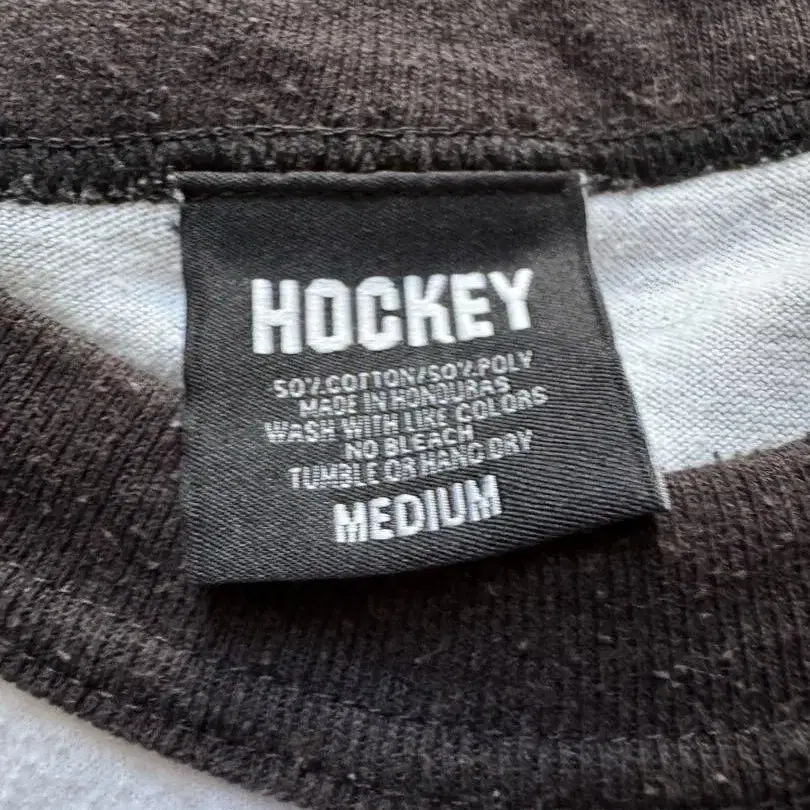 HOCKEY
50% COTTON/50% POLY
MADE IN HONDURAS
WASH WITH LIKE COLORS
NO BLEACH
TUMBLE OR HANG DRY
MEDIUM